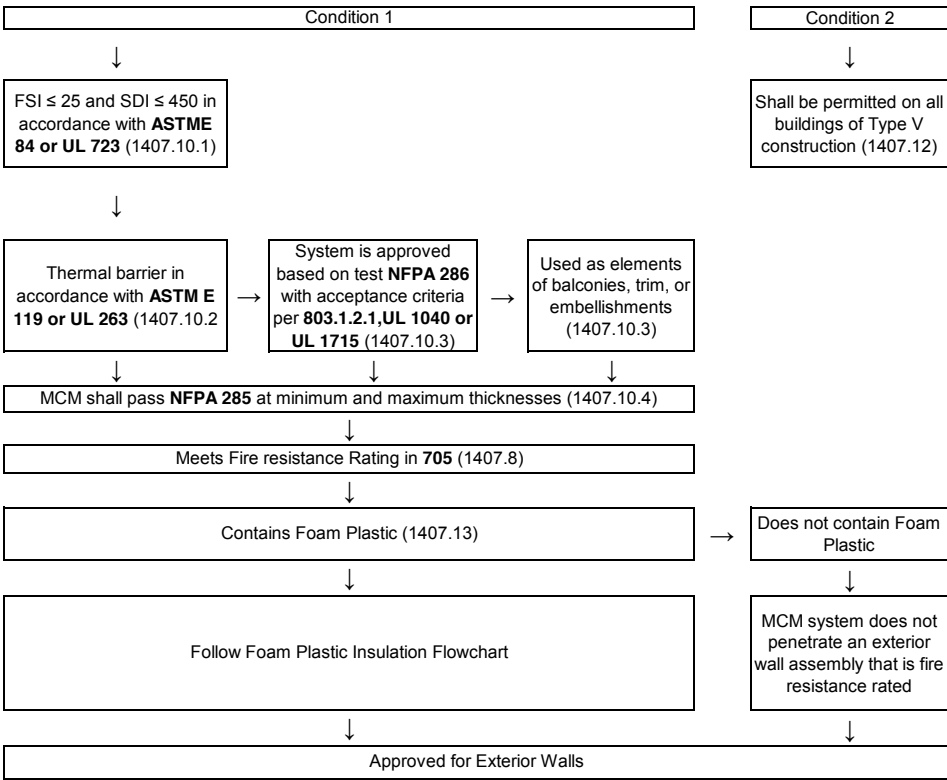 Condition 1
Condition 2
↓
↓
FSI ≤ 25 and SDI ≤ 450 in
accordance with ASTME
84 or UL 723 (1407.10.1)
Shall be permitted on all
buildings of Type V
construction (1407.12)
↓
Thermal barrier in
accordance with ASTM E
119 or UL 263 (1407.10.2
→
System is approved
based on test NFPA 286
with acceptance criteria
per 803.1.2.1,UL 1040 or
UL 1715 (1407.10.3)
→
Used as elements
of balconies, trim, or
embellishments
(1407.10.3)
↓
↓
↓
MCM shall pass NFPA 285 at minimum and maximum thicknesses (1407.10.4)
↓
Meets Fire resistance Rating in 705 (1407.8)
↓
Contains Foam Plastic (1407.13)
→
Does not contain Foam
Plastic
↓
↓
Follow Foam Plastic Insulation Flowchart
MCM system does not
penetrate an exterior
wall assembly that is fire
resistance rated
↓
↓
Approved for Exterior Walls